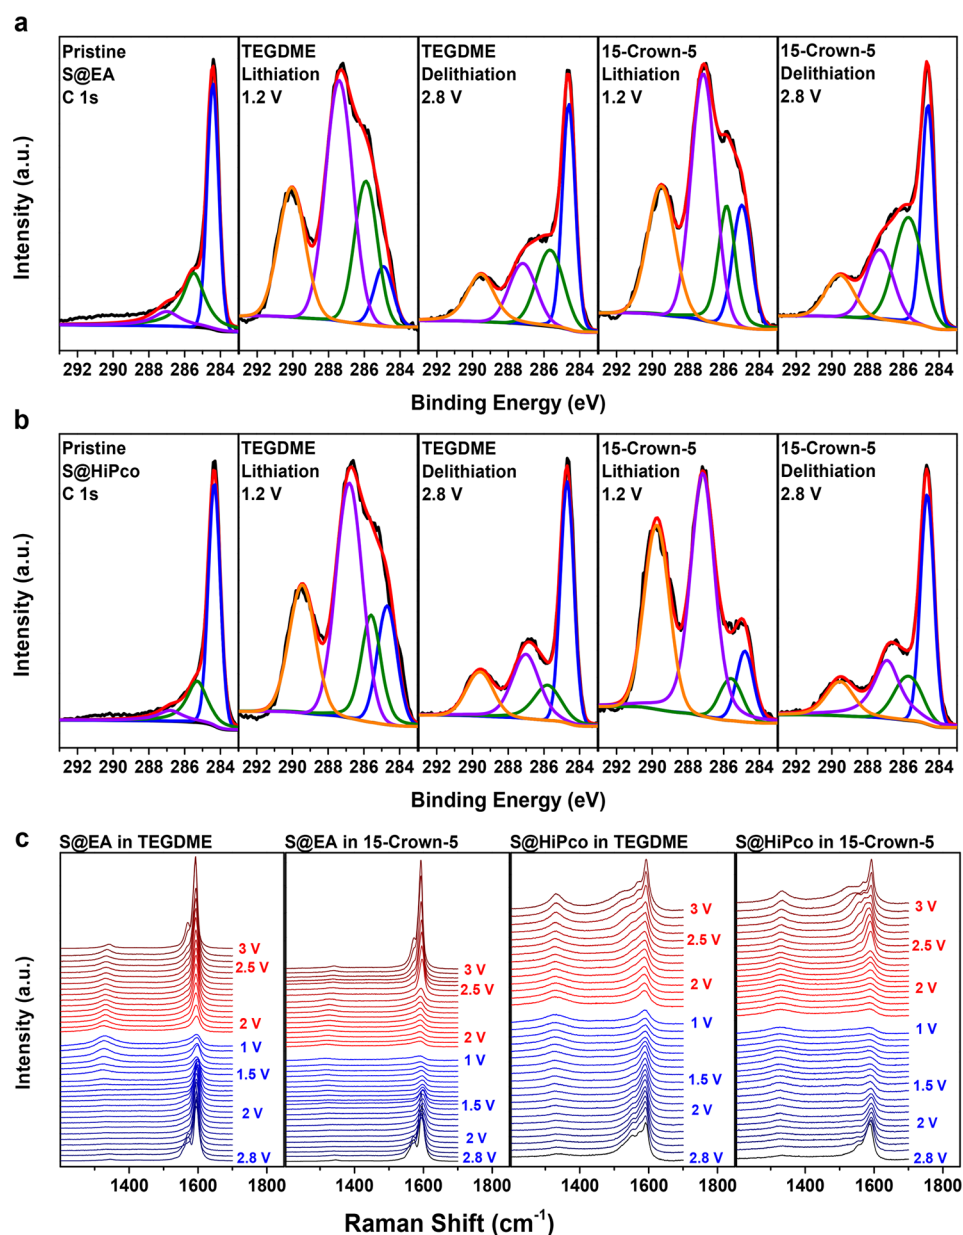 a
Pristine
S@EA
C 1s
TEGDME
Lithiation
1.2 V
TEGDME
Delithiation
2.8 V
15-Crown-5
Lithiation
1.2 V
15-Crown-5
Delithiation
2.8 V
Intensity (a.u.)
292 290 288 286 284
292 290 288 286 284
292 290 288 286 284
292 290 288 286 284
292 290 288 286 284
Binding Energy (eV)
b
Pristine
S@HiPco
C 1s
TEGDME
Lithiation
1.2 V
TEGDME
Delithiation
2.8 V
15-Crown-5
Lithiation
1.2 V
15-Crown-5
Delithiation
2.8 V
Intensity (a.u.)
292 290 288 286 284
292 290 288 286 284
292 290 288 286 284
292 290 288 286 284
292 290 288 286 284
Binding Energy (eV)
c
S@EA in TEGDME
3 V
2.5 V
2 V
1 V
1.5 V
2 V
2.8 V
S@EA in 15-Crown-5
3 V
2.5 V
2 V
1 V
1.5 V
2 V
2.8 V
S@HiPco in TEGDME
3 V
2.5 V
2 V
1 V
1.5 V
2 V
2.8 V
S@HiPco in 15-Crown-5
3 V
2.5 V
2 V
1 V
1.5 V
2 V
2.8 V
Intensity (a.u.)
1400 1600 1800
1400 1600 1800
1400 1600 1800
1400 1600 1800
Raman Shift (cm⁻¹)